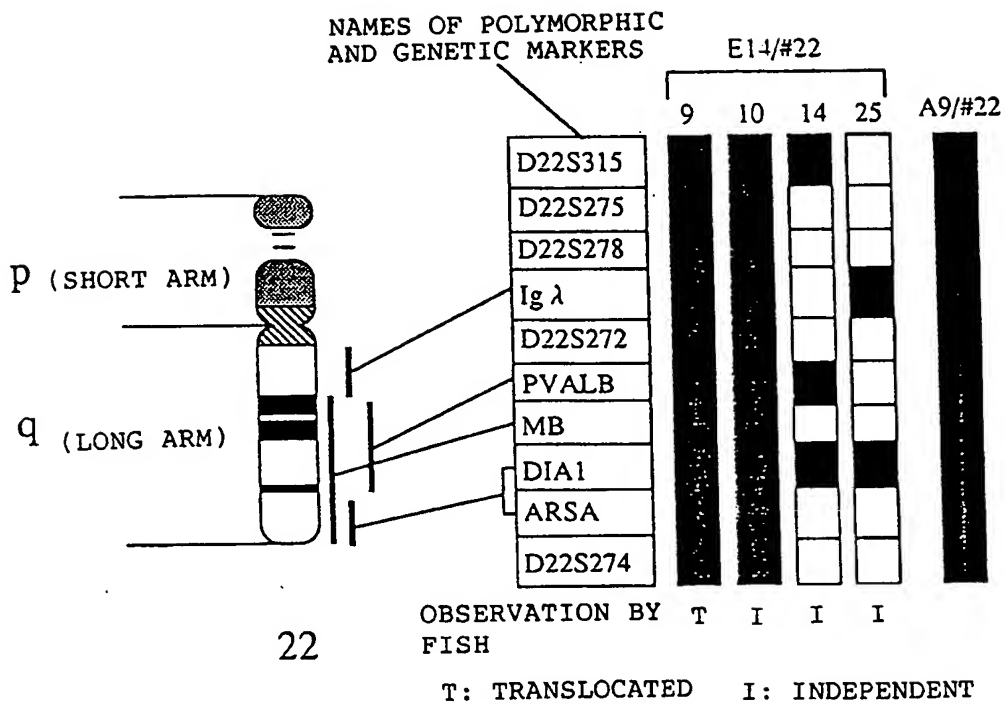 NAMES OF POLYMORPHIC
AND GENETIC MARKERS
E14/#22
9 10 14 25 A9/#22
D22S315
D22S275
D22S278
Ig λ
D22S272
PVALB
MB
DIA1
ARSA
D22S274
p (SHORT ARM)
q (LONG ARM)
22
OBSERVATION BY T I I I
FISH
T: TRANSLOCATED I: INDEPENDENT